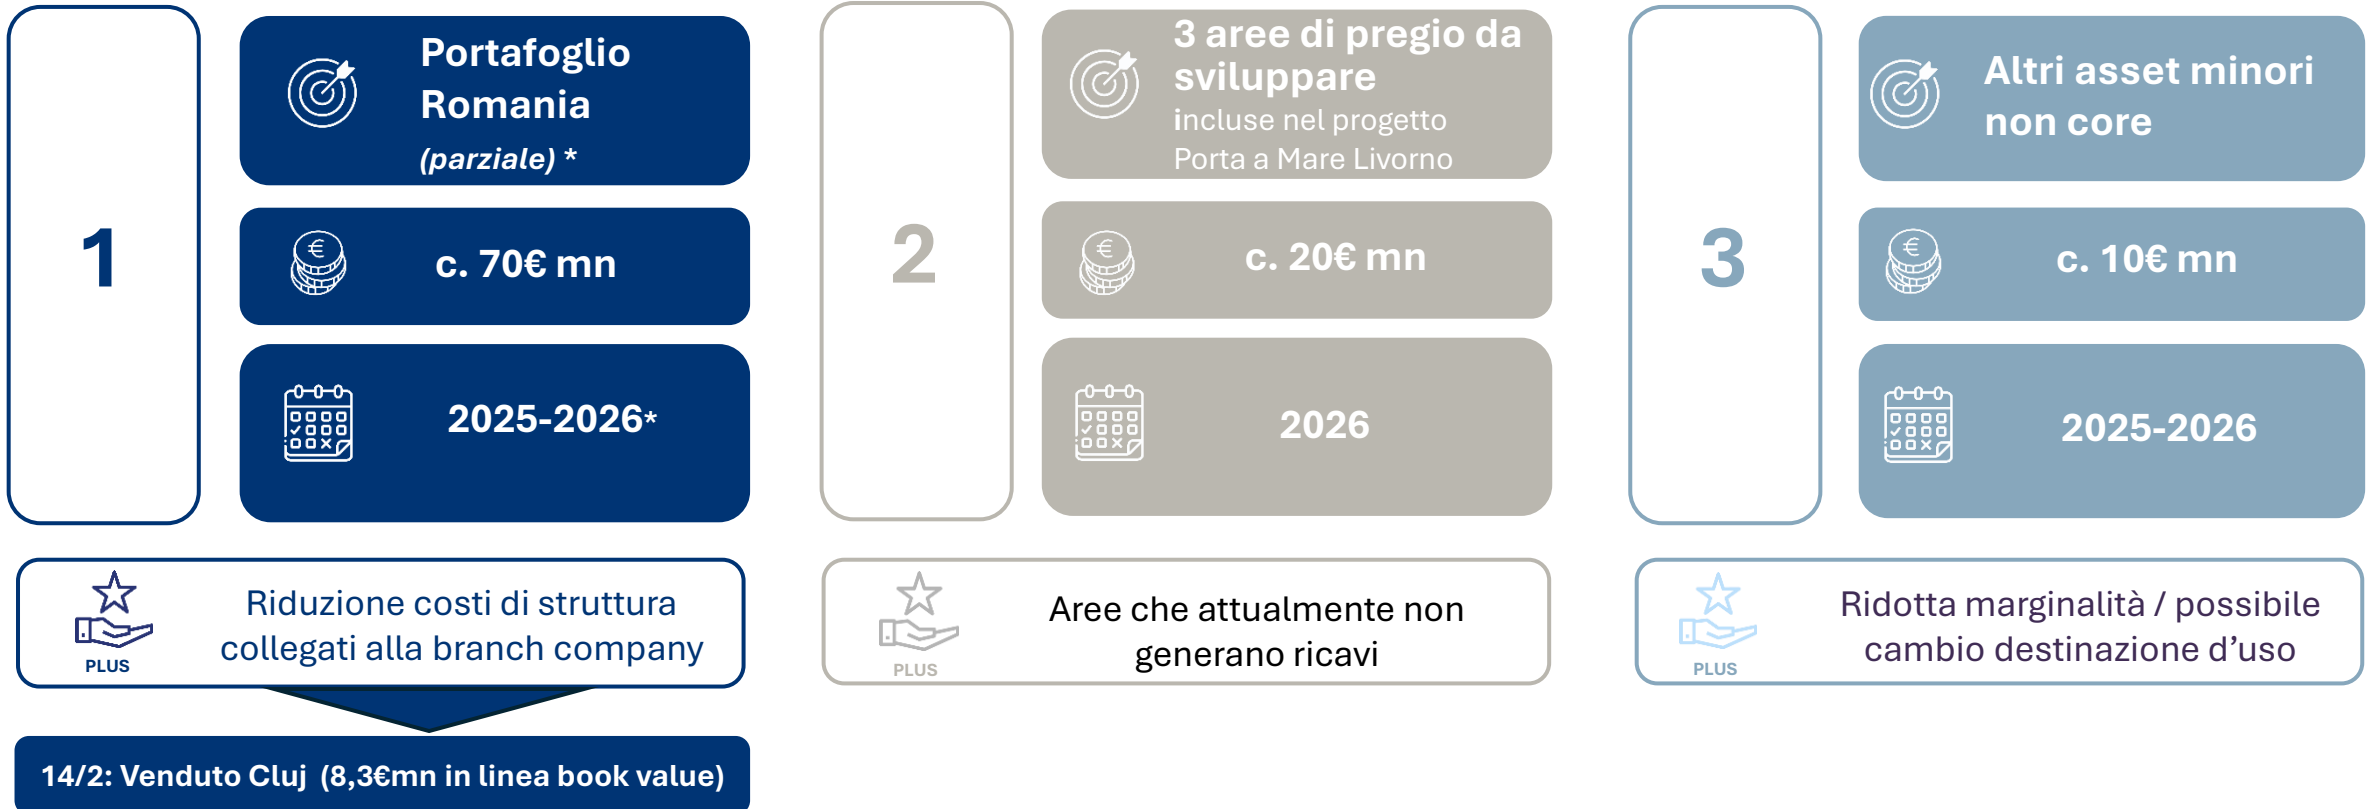 1
Portafoglio
Romania
(parziale) *
c. 70€ mn
2025-2026*
PLUS
Riduzione costi di struttura
collegati alla branch company
14/2: Venduto Cluj (8,3€mn in linea book value)
2
3 aree di pregio da
sviluppare
incluse nel progetto
Porta a Mare Livorno
c. 20€ mn
2026
PLUS
Aree che attualmente non
generano ricavi
3
Altri asset minori
non core
c. 10€ mn
2025-2026
PLUS
Ridotta marginalità / possibile
cambio destinazione d’uso